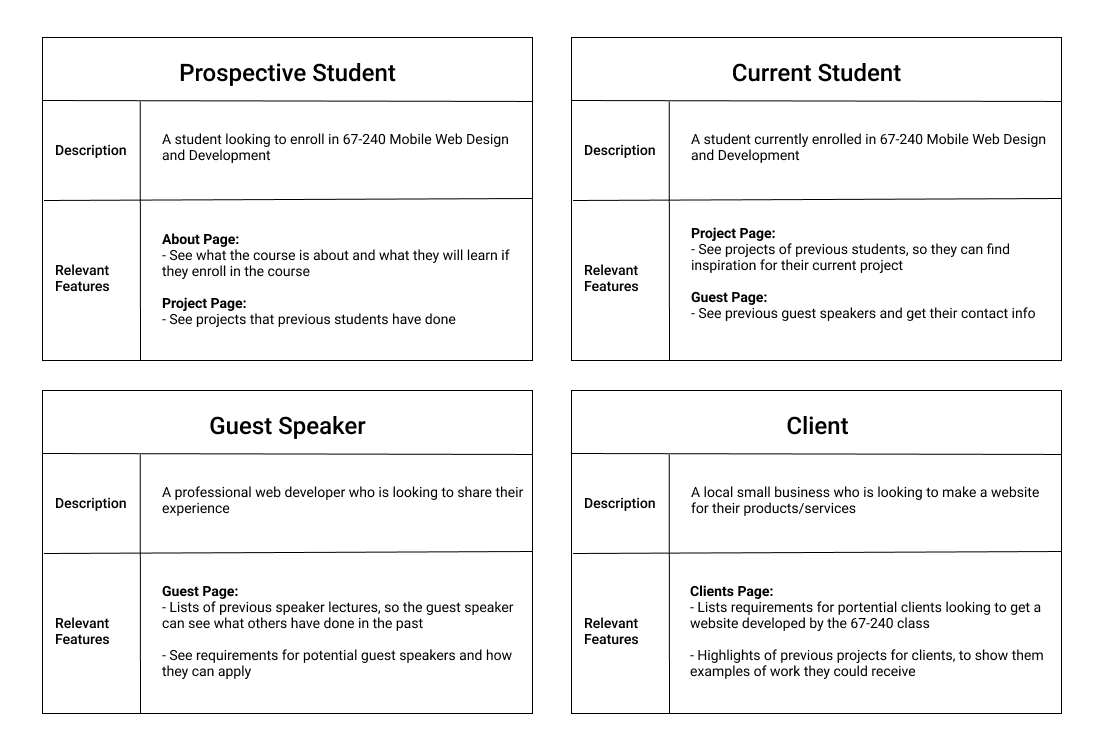 Prospective Student
Description
A student looking to enroll in 67-240 Mobile Web Design
and Development
Relevant
Features
About Page:
- See what the course is about and what they will learn if
they enroll in the course
Project Page:
- See projects that previous students have done
Current Student
Description
A student currently enrolled in 67-240 Mobile Web Design
and Development
Relevant
Features
Project Page:
- See projects of previous students, so they can find
inspiration for their current project
Guest Page:
- See previous guest speakers and get their contact info
Guest Speaker
Description
A professional web developer who is looking to share their
experience
Relevant
Features
Guest Page:
- Lists of previous speaker lectures, so the guest speaker
can see what others have done in the past
- See requirements for potential guest speakers and how
they can apply
Client
Description
A local small business who is looking to make a website
for their products/services
Relevant
Features
Clients Page:
- Lists requirements for portential clients looking to get a
website developed by the 67-240 class
- Highlights of previous projects for clients, to show them
examples of work they could receive